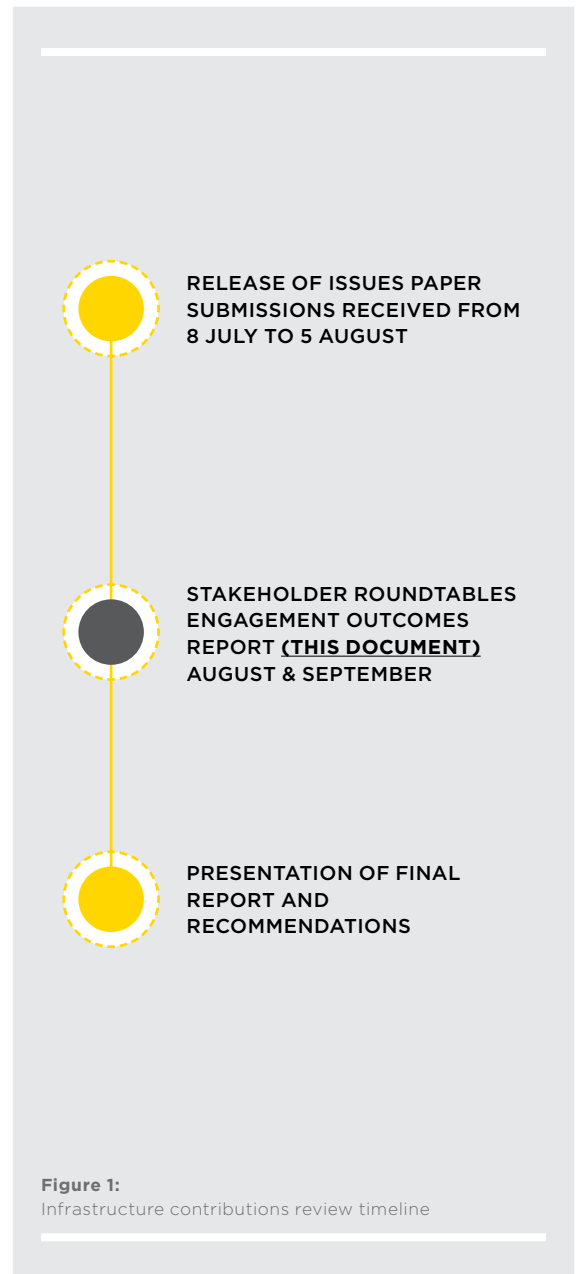 RELEASE OF ISSUES PAPER
SUBMISSIONS RECEIVED FROM
8 JULY TO 5 AUGUST
STAKEHOLDER ROUNDTABLES
ENGAGEMENT OUTCOMES
REPORT (THIS DOCUMENT)
AUGUST & SEPTEMBER
PRESENTATION OF FINAL
REPORT AND
RECOMMENDATIONS
Figure 1:
Infrastructure contributions review timeline